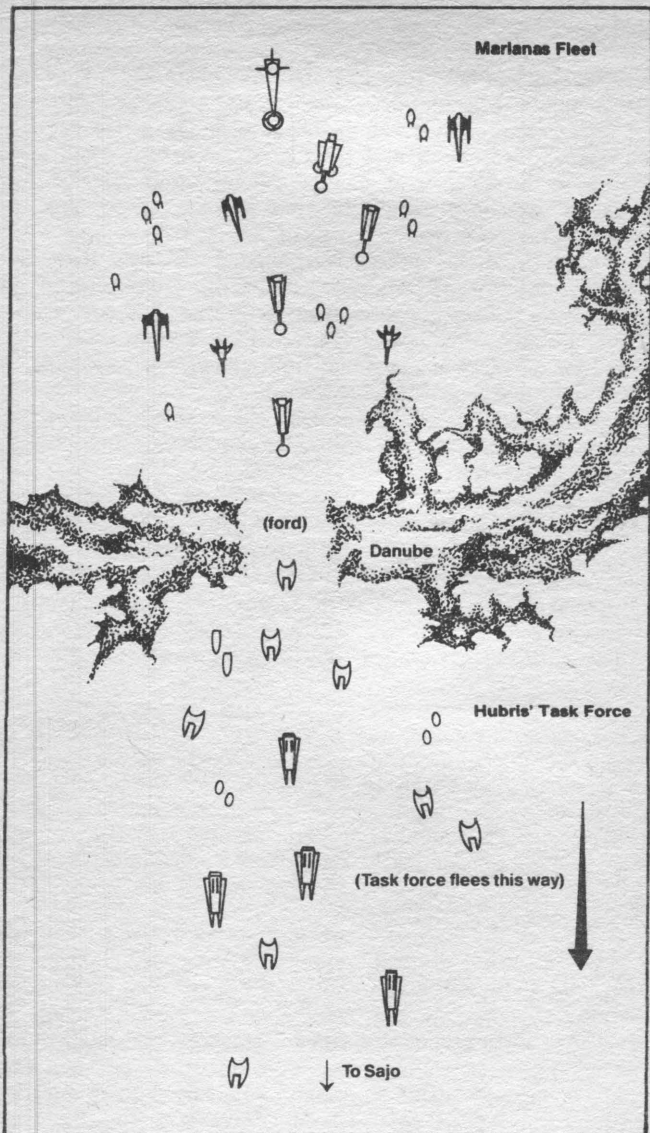 Marianas Fleet
(ford)
Danube
Hubris' Task Force
(Task force flees this way)
To Sajo